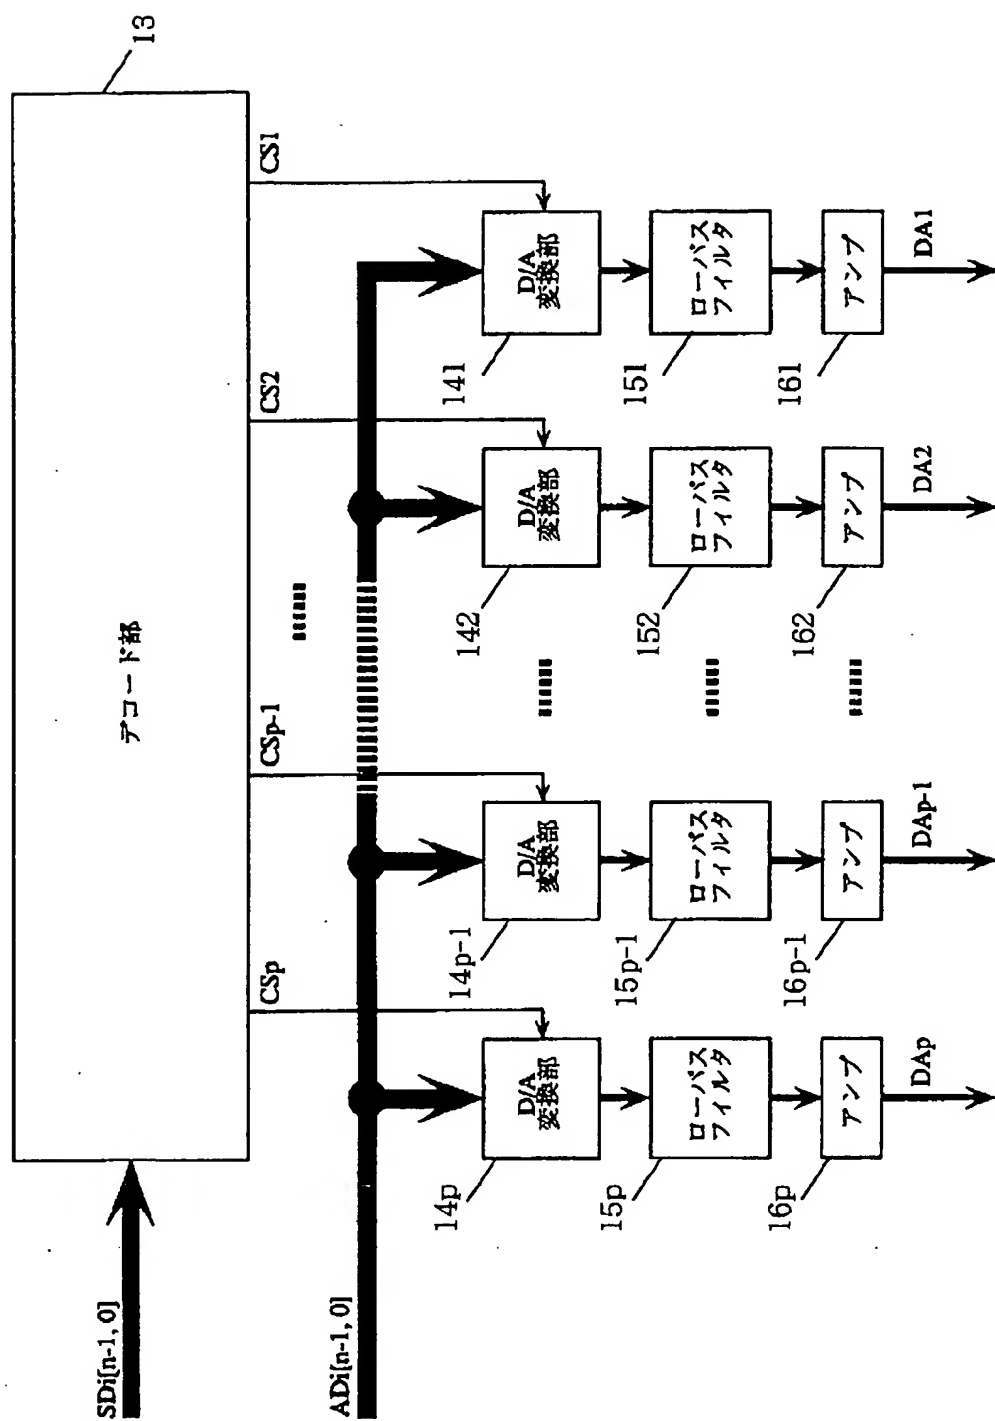 13
デコード部
SDi[n-1, 0]
CSp
CSp-1
CS2
CS1
ADi[n-1, 0]
D/A
変換部
D/A
変換部
D/A
変換部
D/A
変換部
14p
14p-1
142
141
ローパス
フィルタ
ローパス
フィルタ
ローパス
フィルタ
ローパス
フィルタ
15p
15p-1
152
151
アンプ
アンプ
アンプ
アンプ
16p
16p-1
162
161
DAp
DAp-1
DA2
DA1